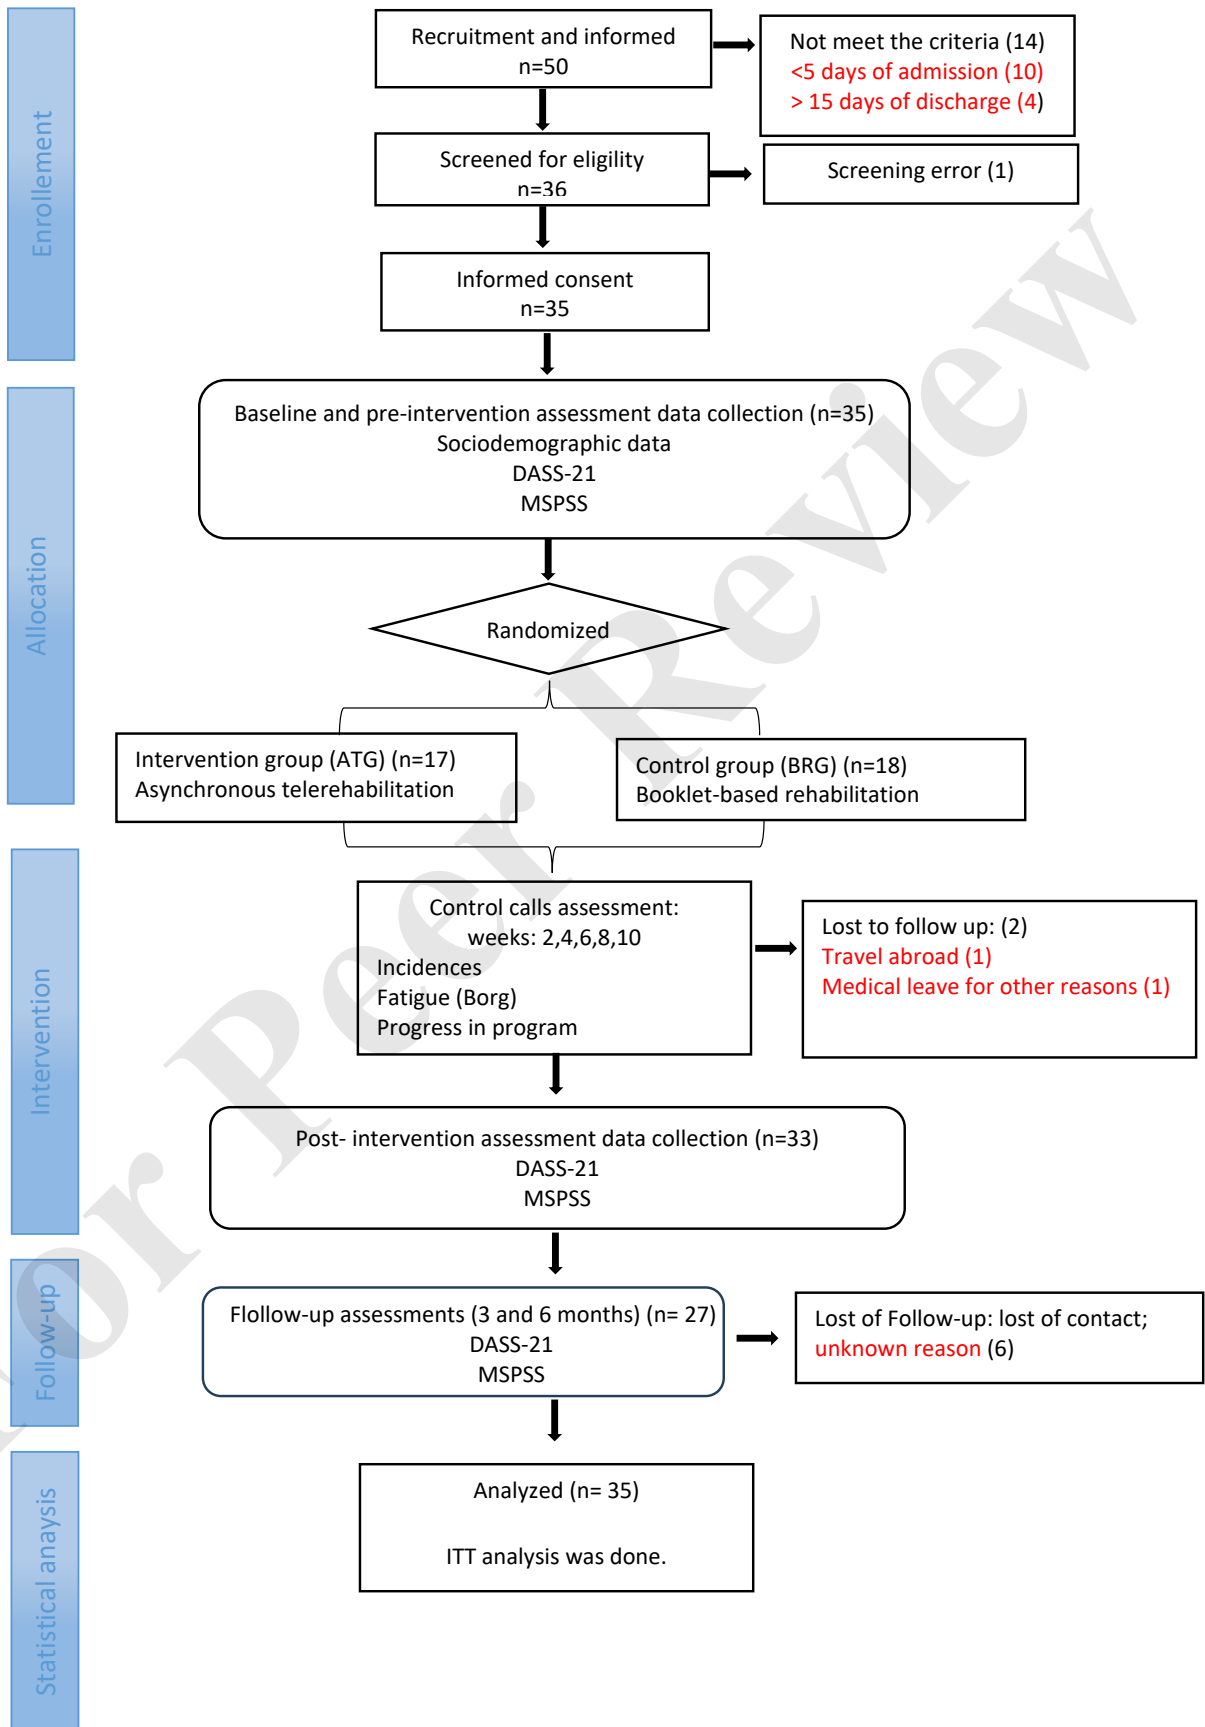 Enrollement
Recruitment and informed
n=50
Not meet the criteria (14)
<5 days of admission (10)
> 15 days of discharge (4)
Screened for eligility
n=36
Screening error (1)
Informed consent
n=35
Allocation
Baseline and pre-intervention assessment data collection (n=35)
Sociodemographic data
DASS-21
MSPSS
Randomized
Intervention group (ATG) (n=17)
Asynchronous telerehabilitation
Control group (BRG) (n=18)
Booklet-based rehabilitation
Intervention
Control calls assessment:
weeks: 2,4,6,8,10
Incidences
Fatigue (Borg)
Progress in program
Lost to follow up: (2)
Travel abroad (1)
Medical leave for other reasons (1)
Post- intervention assessment data collection (n=33)
DASS-21
MSPSS
Follow-up
Flollow-up assessments (3 and 6 months) (n= 27)
DASS-21
MSPSS
Lost of Follow-up: lost of contact;
unknown reason (6)
Statistical anaysis
Analyzed (n= 35)
ITT analysis was done.
or Peer Review